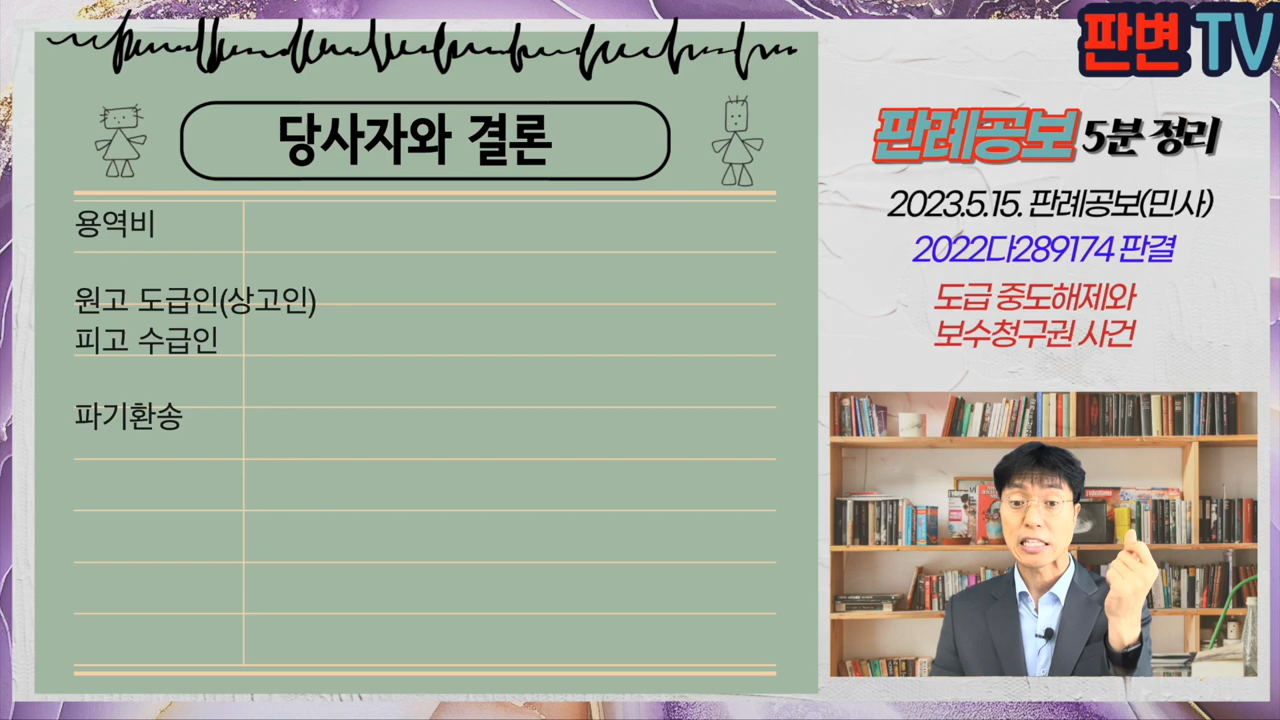 판변 TV
당사자와 결론
용역비
원고 도급인(상고인)
피고 수급인
파기환송
판례공보 5분 정리
2023.5.15. 판례공보(민사)
2022다289174 판결
도급 중도해제와
보수청구권 사건